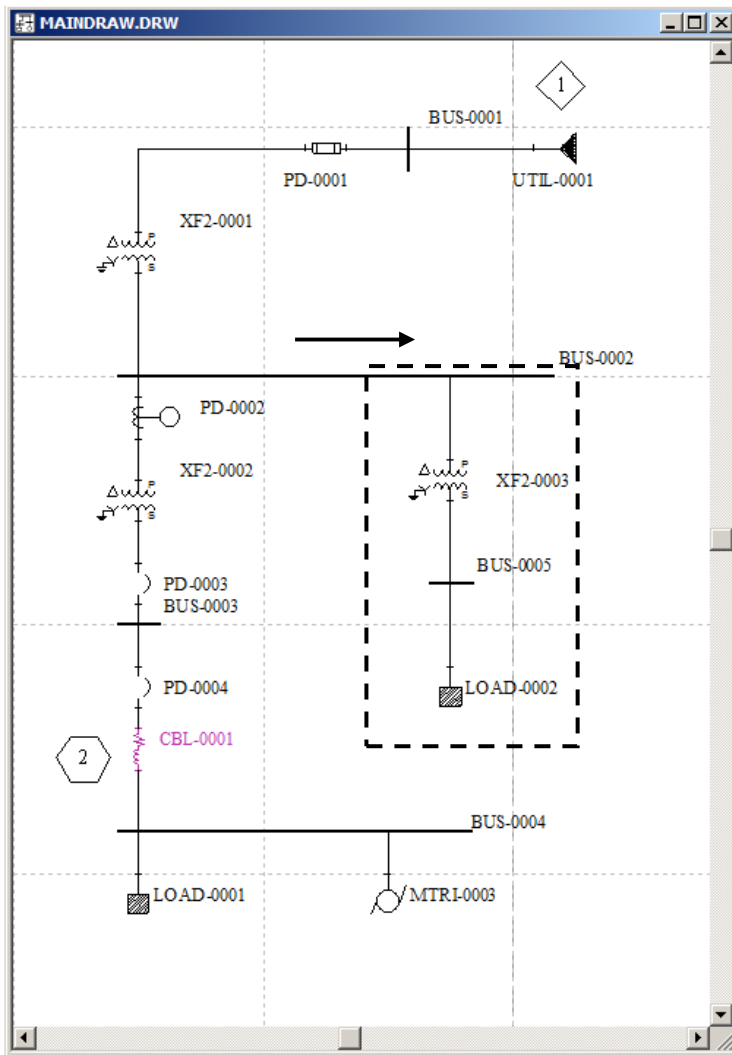 MAINDRAW.DRW
1
BUS-0001
PD-0001
UTIL-0001
XF2-0001
P
S
BUS-0002
PD-0002
XF2-0002
P
S
P
S
XF2-0003
BUS-0005
PD-0003
BUS-0003
PD-0004
LOAD-0002
CBL-0001
2
BUS-0004
LOAD-0001
MTRI-0003